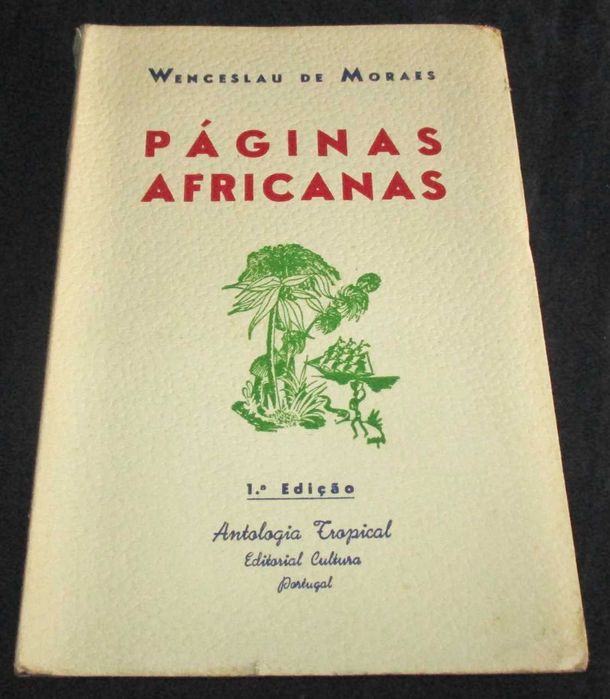 Wenceslau de Moraes
PÁGINAS
AFRICANAS
1.ª Edição
Antologia Tropical
Editorial Cultura
Portugal